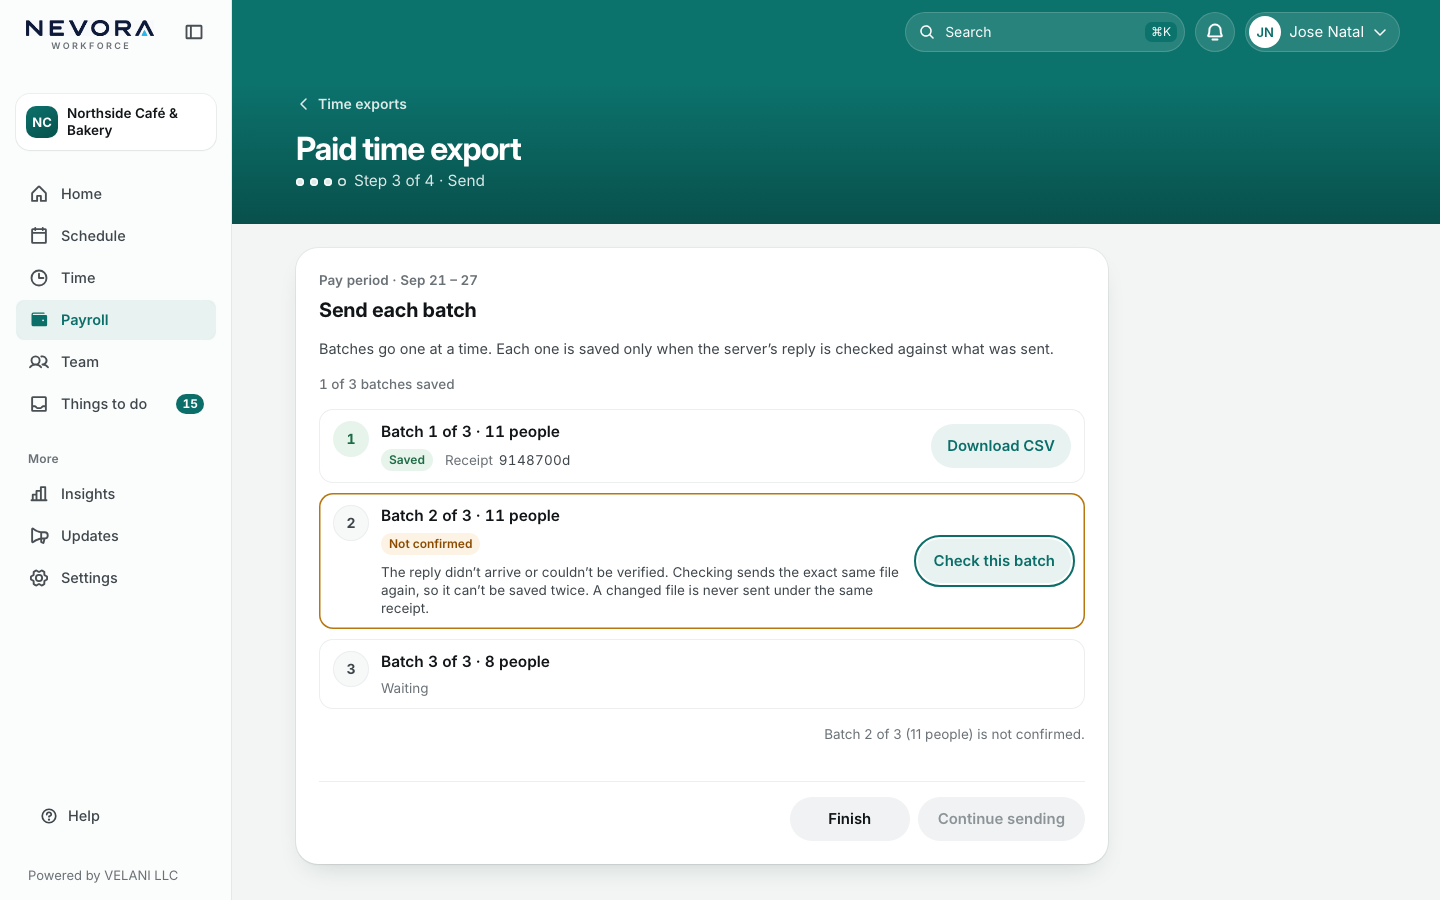 NEVORA
WORKFORCE
Search
⌘K
JN
Jose Natal
NC
Northside Café &
Bakery
Home
Schedule
Time
Payroll
Team
Things to do
15
More
Insights
Updates
Settings
Help
Powered by VELANI LLC
Time exports
Paid time export
Step 3 of 4 · Send
Pay period · Sep 21 – 27
Send each batch
Batches go one at a time. Each one is saved only when the server’s reply is checked against what was sent.
1 of 3 batches saved
1
Batch 1 of 3 · 11 people
Saved
Receipt 9148700d
Download CSV
2
Batch 2 of 3 · 11 people
Not confirmed
The reply didn’t arrive or couldn’t be verified. Checking sends the exact same file
again, so it can’t be saved twice. A changed file is never sent under the same
receipt.
Check this batch
3
Batch 3 of 3 · 8 people
Waiting
Batch 2 of 3 (11 people) is not confirmed.
Finish
Continue sending